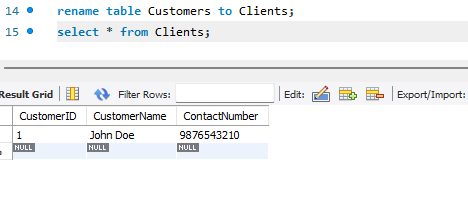 14 rename table Customers to Clients;
15 select * from Clients;
Result Grid Filter Rows: Edit: Export/Import:
CustomerID CustomerName ContactNumber
1 John Doe 9876543210
NULL NULL NULL